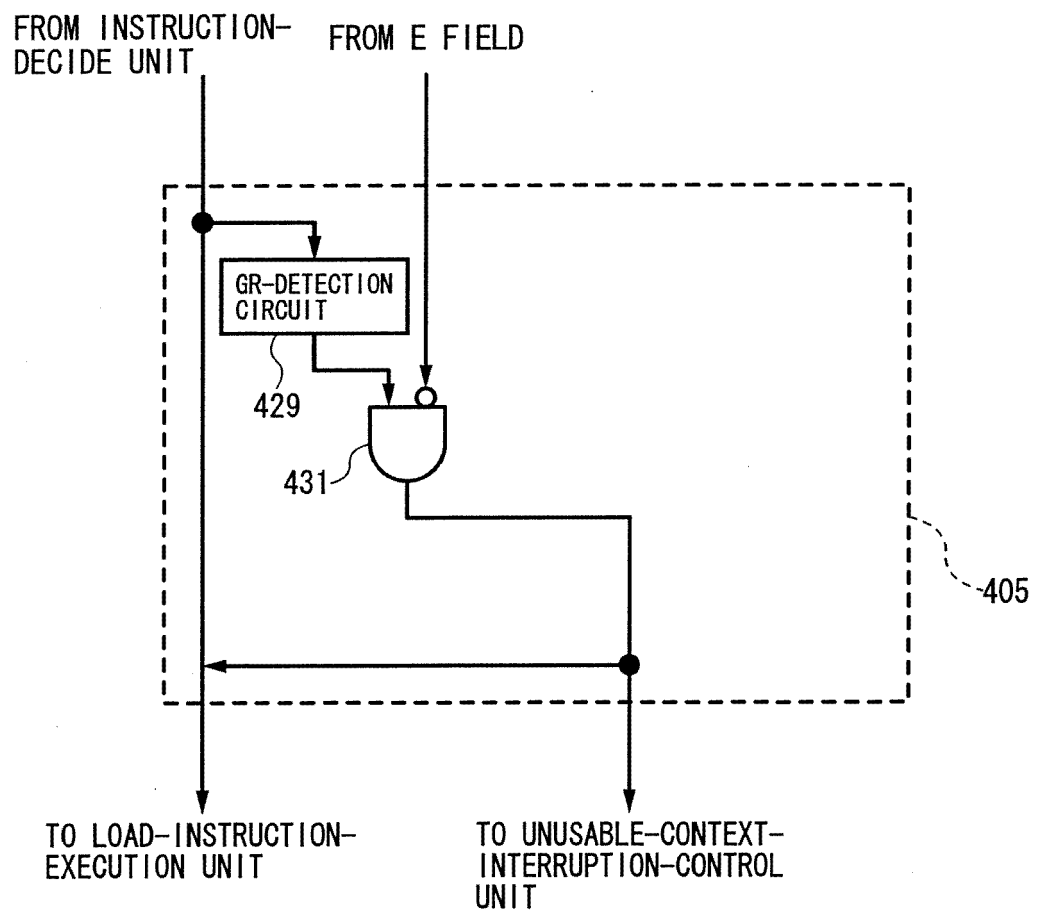 FROM INSTRUCTION-
DECIDE UNIT
FROM E FIELD
GR-DETECTION
CIRCUIT
429
431
405
TO LOAD-INSTRUCTION-
EXECUTION UNIT
TO UNUSABLE-CONTEXT-
INTERRUPTION-CONTROL
UNIT